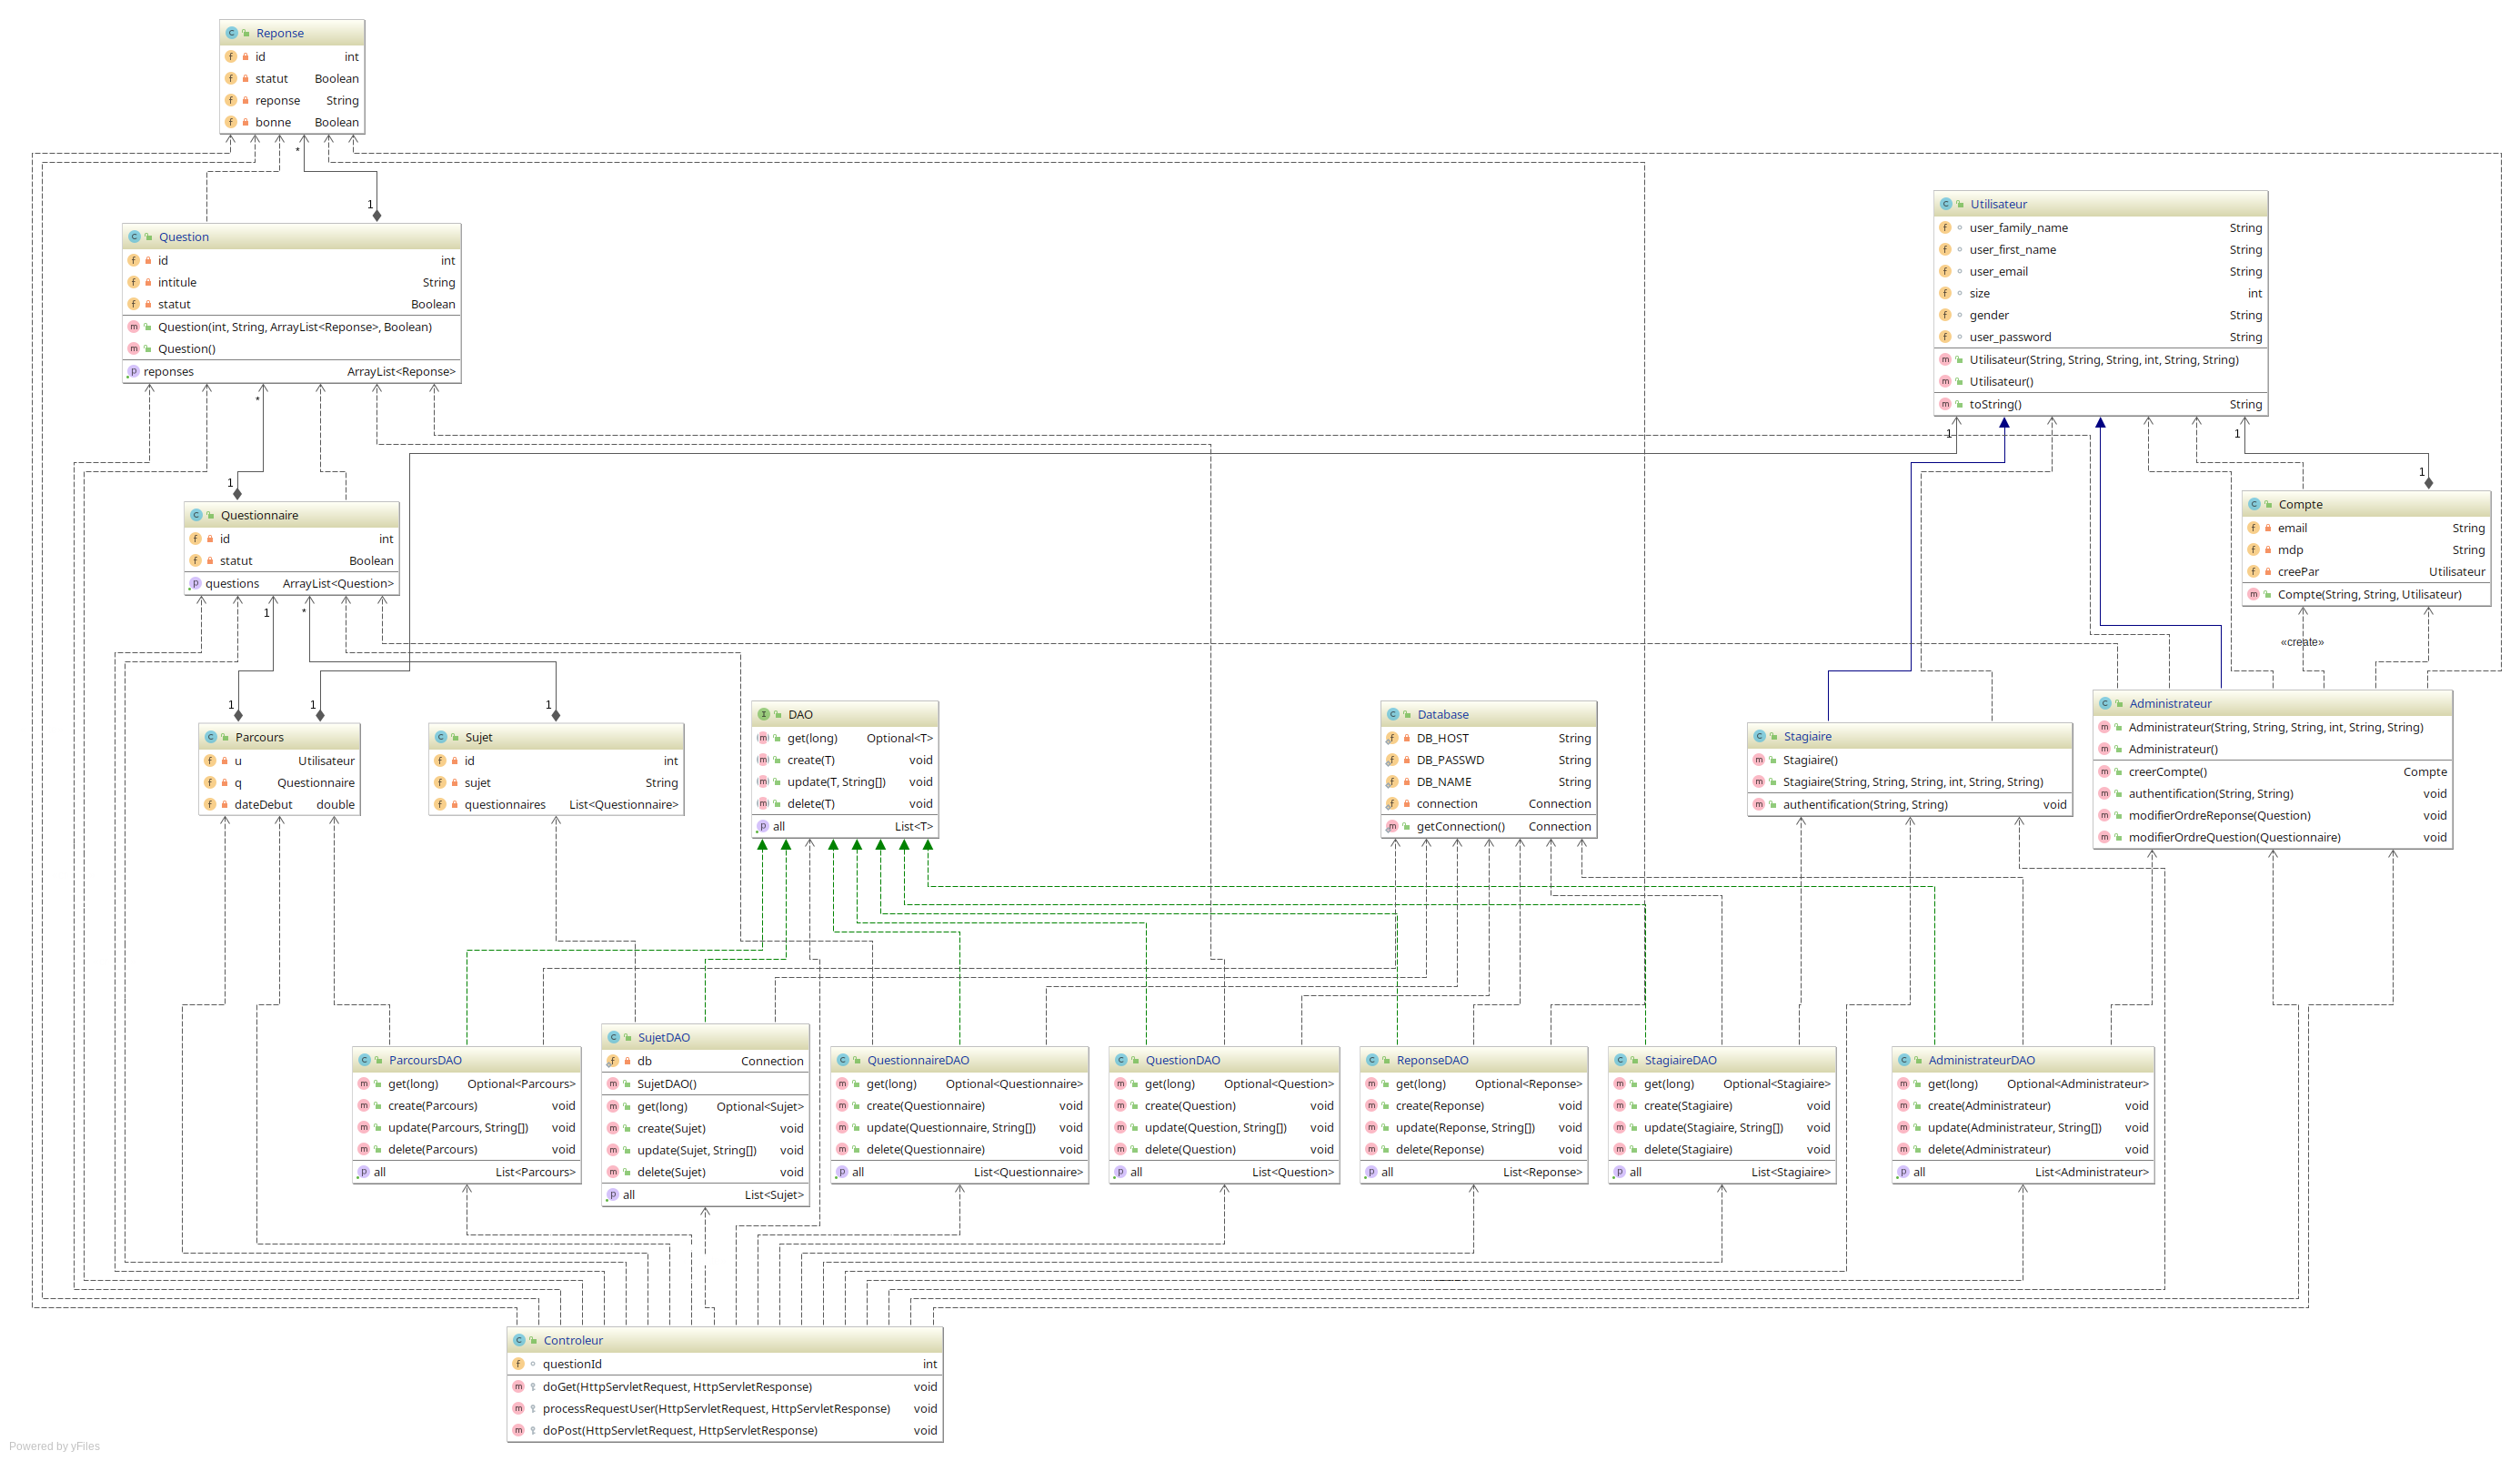 Reponse
id int
statut Boolean
reponse String
bonne Boolean
*
1
Question
id int
intitule String
statut Boolean
Question(int, String, ArrayList<Reponse>, Boolean)
Question()
reponses ArrayList<Reponse>
*
1
Utilisateur
user_family_name String
user_first_name String
user_email String
size int
gender String
user_password String
Utilisateur(String, String, String, int, String, String)
Utilisateur()
toString() String
1
1
1
Questionnaire
id int
statut Boolean
questions ArrayList<Question>
1
*
1
1
1
Compte
email String
mdp String
creePar Utilisateur
Compte(String, String, Utilisateur)
«create»
Parcours
u Utilisateur
q Questionnaire
dateDebut double
Sujet
id int
sujet String
questionnaires List<Questionnaire>
DAO
get(long) Optional<T>
create(T) void
update(T, String[]) void
delete(T) void
all List<T>
Database
DB_HOST String
DB_PASSWD String
DB_NAME String
connection Connection
getConnection() Connection
Stagiaire
Stagiaire()
Stagiaire(String, String, String, int, String, String)
authentification(String, String) void
Administrateur
Administrateur(String, String, String, int, String, String)
Administrateur()
creerCompte() Compte
authentification(String, String) void
modifierOrdreReponse(Question) void
modifierOrdreQuestion(Questionnaire) void
ParcoursDAO
get(long) Optional<Parcours>
create(Parcours) void
update(Parcours, String[]) void
delete(Parcours) void
all List<Parcours>
SujetDAO
db Connection
SujetDAO()
get(long) Optional<Sujet>
create(Sujet) void
update(Sujet, String[]) void
delete(Sujet) void
all List<Sujet>
QuestionnaireDAO
get(long) Optional<Questionnaire>
create(Questionnaire) void
update(Questionnaire, String[]) void
delete(Questionnaire) void
all List<Questionnaire>
QuestionDAO
get(long) Optional<Question>
create(Question) void
update(Question, String[]) void
delete(Question) void
all List<Question>
ReponseDAO
get(long) Optional<Reponse>
create(Reponse) void
update(Reponse, String[]) void
delete(Reponse) void
all List<Reponse>
StagiaireDAO
get(long) Optional<Stagiaire>
create(Stagiaire) void
update(Stagiaire, String[]) void
delete(Stagiaire) void
all List<Stagiaire>
AdministrateurDAO
get(long) Optional<Administrateur>
create(Administrateur) void
update(Administrateur, String[]) void
delete(Administrateur) void
all List<Administrateur>
Controleur
questionId int
doGet(HttpServletRequest, HttpServletResponse) void
processRequestUser(HttpServletRequest, HttpServletResponse) void
doPost(HttpServletRequest, HttpServletResponse) void
Powered by yFiles